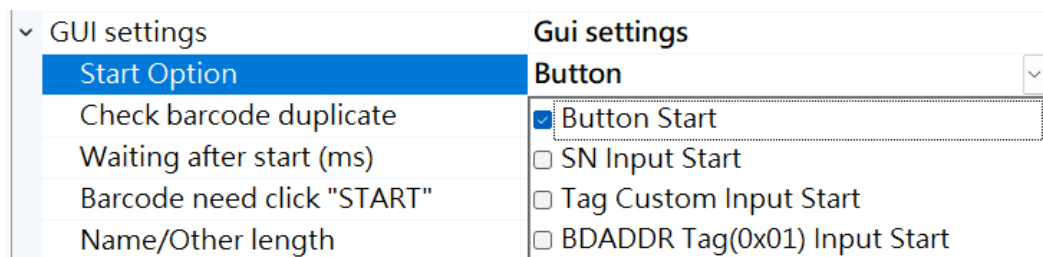 GUI settings Gui settings
Start Option Button
Check barcode duplicate Button Start
Waiting after start (ms) SN Input Start
Barcode need click "START" Tag Custom Input Start
Name/Other length BDADDR Tag(0x01) Input Start